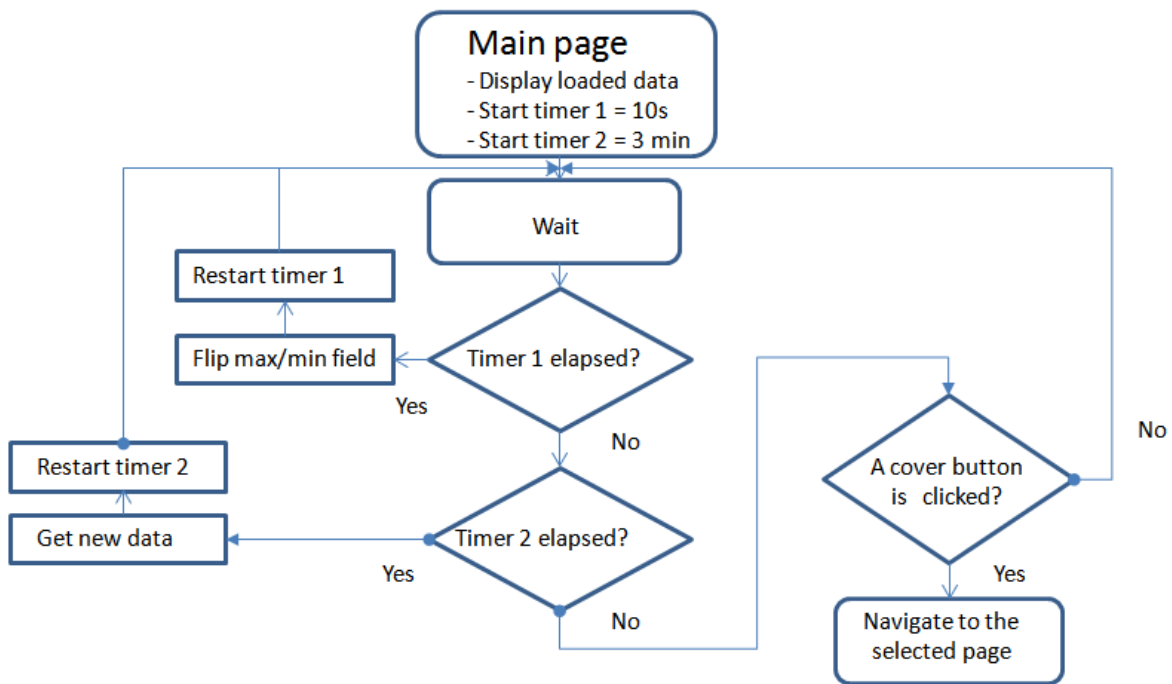 Main page
- Display loaded data
- Start timer 1 = 10s
- Start timer 2 = 3 min
Wait
Restart timer 1
Flip max/min field
Timer 1 elapsed?
Yes
No
Restart timer 2
Get new data
Timer 2 elapsed?
Yes
No
A cover button
is clicked?
No
Yes
Navigate to the
selected page